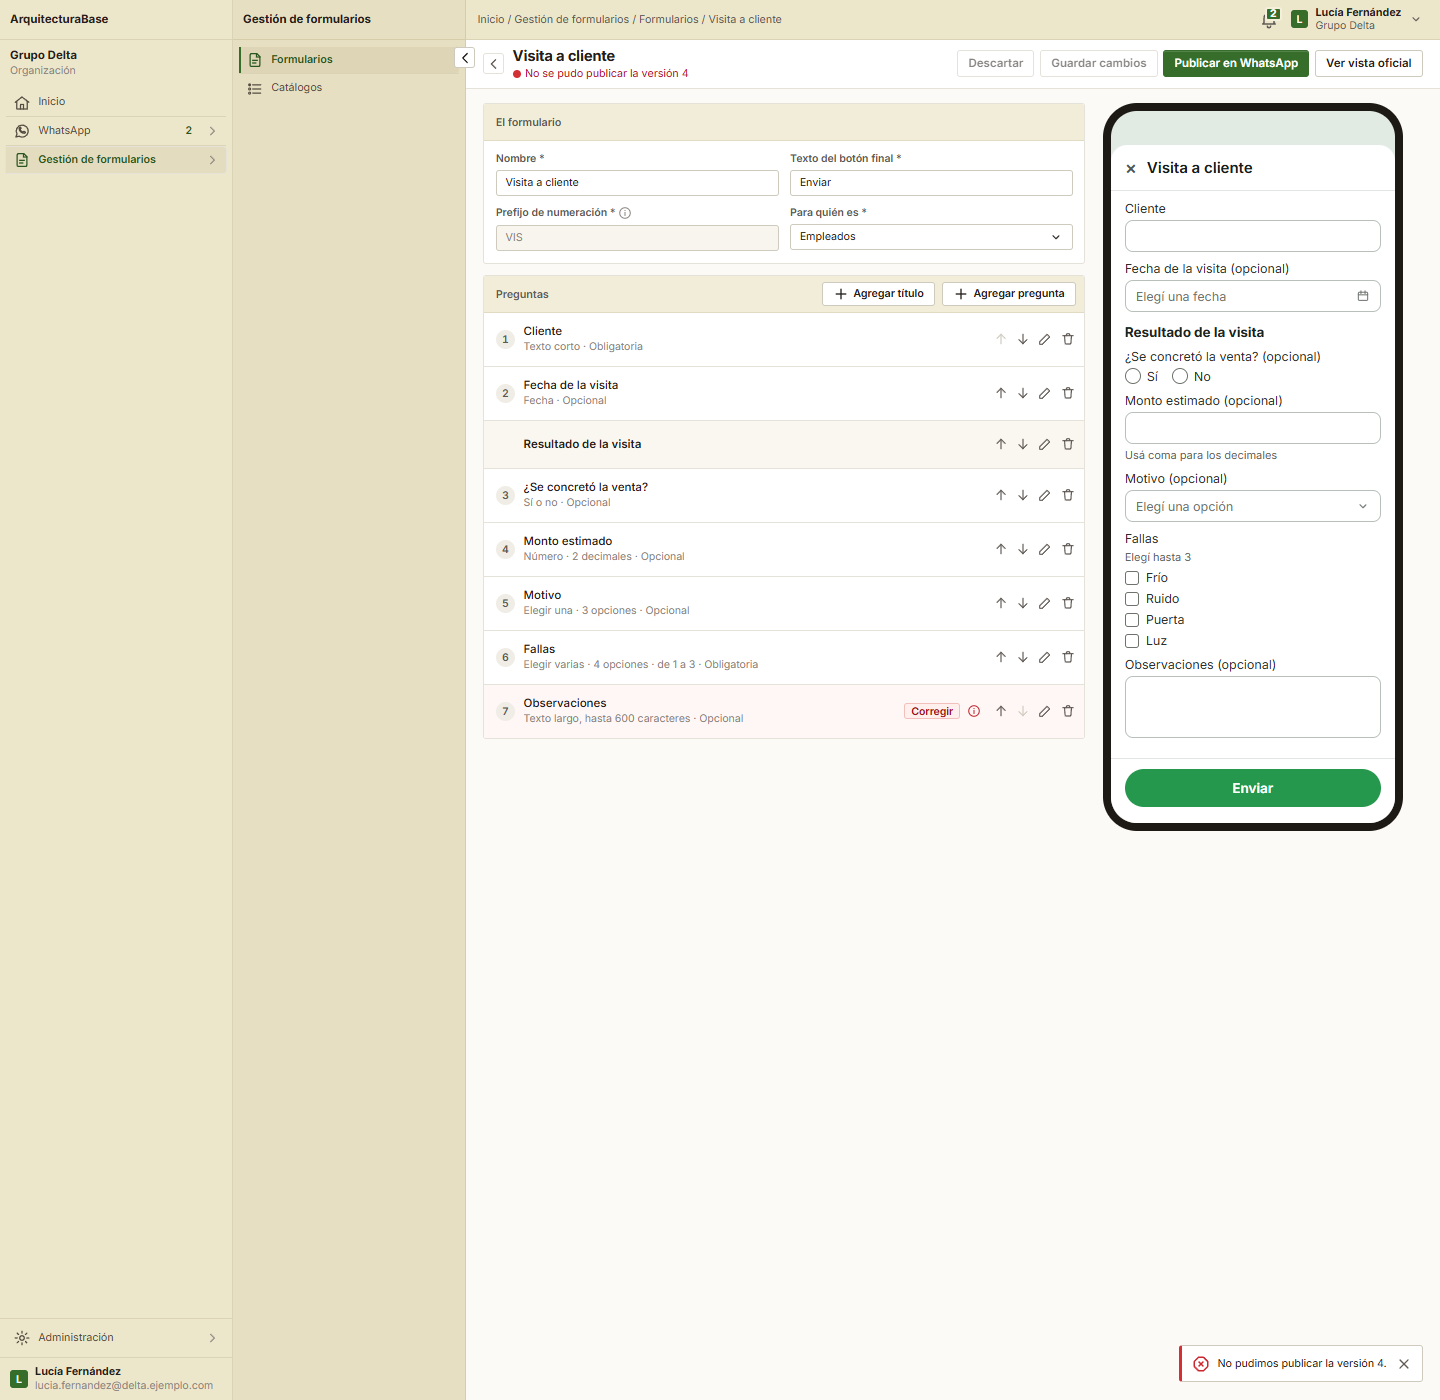 ArquitecturaBase
Grupo Delta
Organización
Inicio
WhatsApp 2
Gestión de formularios
Administración
L Lucía Fernández
lucia.fernandez@delta.ejemplo.com
Gestión de formularios
Formularios
Catálogos
Inicio / Gestión de formularios / Formularios / Visita a cliente
2
L Lucía Fernández
Grupo Delta
Visita a cliente
No se pudo publicar la versión 4
Descartar
Guardar cambios
Publicar en WhatsApp
Ver vista oficial
El formulario
Nombre *
Visita a cliente
Texto del botón final *
Enviar
Prefijo de numeración *
VIS
Para quién es *
Empleados
Preguntas
Agregar título
Agregar pregunta
1 Cliente
Texto corto · Obligatoria
2 Fecha de la visita
Fecha · Opcional
Resultado de la visita
3 ¿Se concretó la venta?
Sí o no · Opcional
4 Monto estimado
Número · 2 decimales · Opcional
5 Motivo
Elegir una · 3 opciones · Opcional
6 Fallas
Elegir varias · 4 opciones · de 1 a 3 · Obligatoria
7 Observaciones
Texto largo, hasta 600 caracteres · Opcional
Corregir
Visita a cliente
Cliente
Fecha de la visita (opcional)
Elegí una fecha
Resultado de la visita
¿Se concretó la venta? (opcional)
Sí No
Monto estimado (opcional)
Usá coma para los decimales
Motivo (opcional)
Elegí una opción
Fallas
Elegí hasta 3
Frío
Ruido
Puerta
Luz
Observaciones (opcional)
Enviar
No pudimos publicar la versión 4.